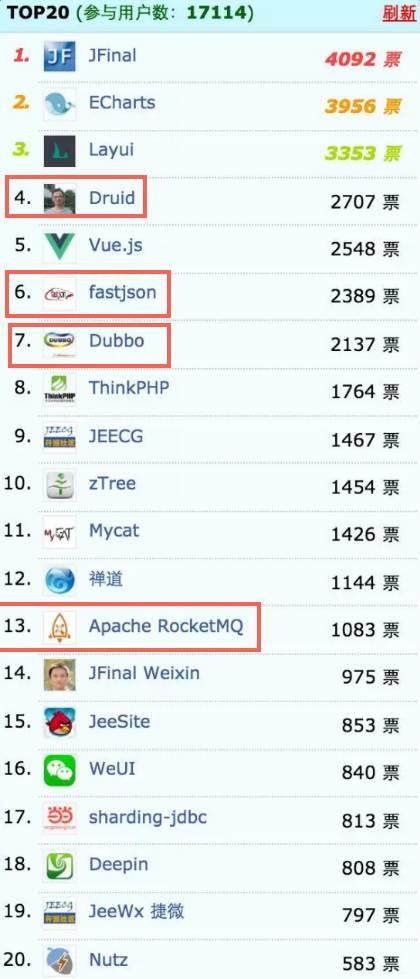 TOP20 (参与用户数: 17114) 刷新
1. JFinal 4092 票
2. ECharts 3956 票
3. Layui 3353 票
4. Druid 2707 票
5. Vue.js 2548 票
6. fastjson 2389 票
7. DUBBO Dubbo 2137 票
8. ThinkPHP ThinkPHP 1764 票
9. JEECG JEECG 1467 票
10. zTree 1454 票
11. MyCAT Mycat 1426 票
12. 禅道 1144 票
13. Apache RocketMQ 1083 票
14. JFinal Weixin 975 票
15. JeeSite 853 票
16. WeUI 840 票
17. sharding-jdbc 813 票
18. Deepin 808 票
19. JEECG JeeWx 捷微 797 票
20. Nutz 583 票